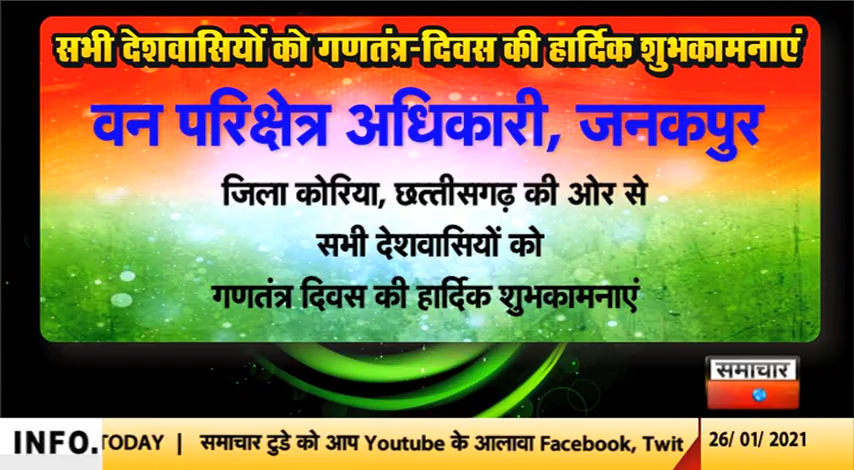 सभी देशवासियों को गणतंत्र-दिवस की हार्दिक शुभकामनाएं
वन परिक्षेत्र अधिकारी, जनकपुर
जिला कोरिया, छत्तीसगढ़ की ओर से
सभी देशवासियों को
गणतंत्र दिवस की हार्दिक शुभकामनाएं
समाचार
INFO. TODAY | समाचार टुडे को आप Youtube के आलावा Facebook, Twit 26/ 01/ 2021